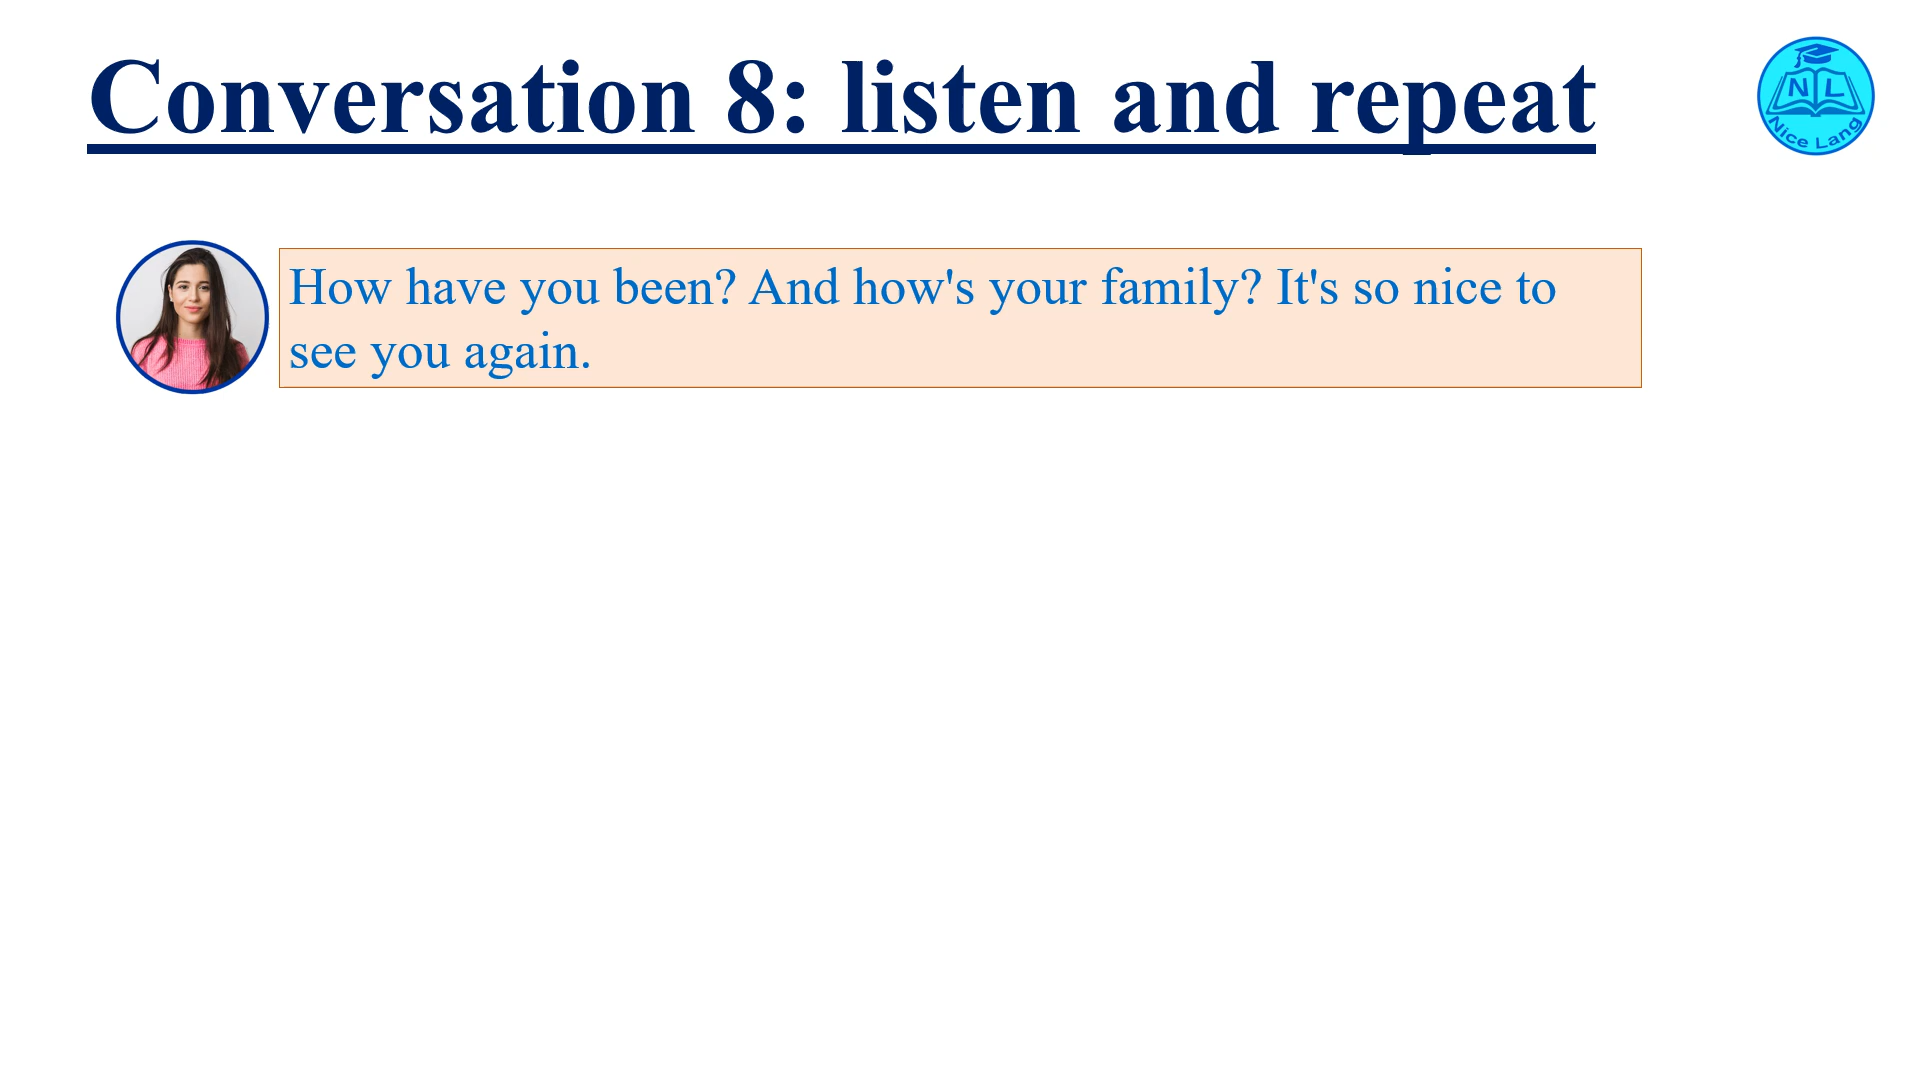 Conversation 8: listen and repeat
N L
Nice Lang
How have you been? And how's your family? It's so nice to
see you again.